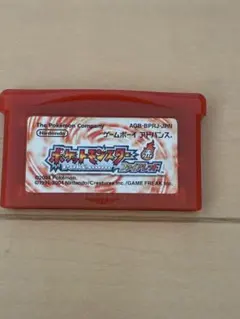 The Pokémon Company
AGB-BPRJ-JPN
Nintendo
ゲームボーイ アドバンス
ポケットモンスター
©2004 Pokémon
©1995-2004 Nintendo/Creatures inc./GAME FREAK inc.